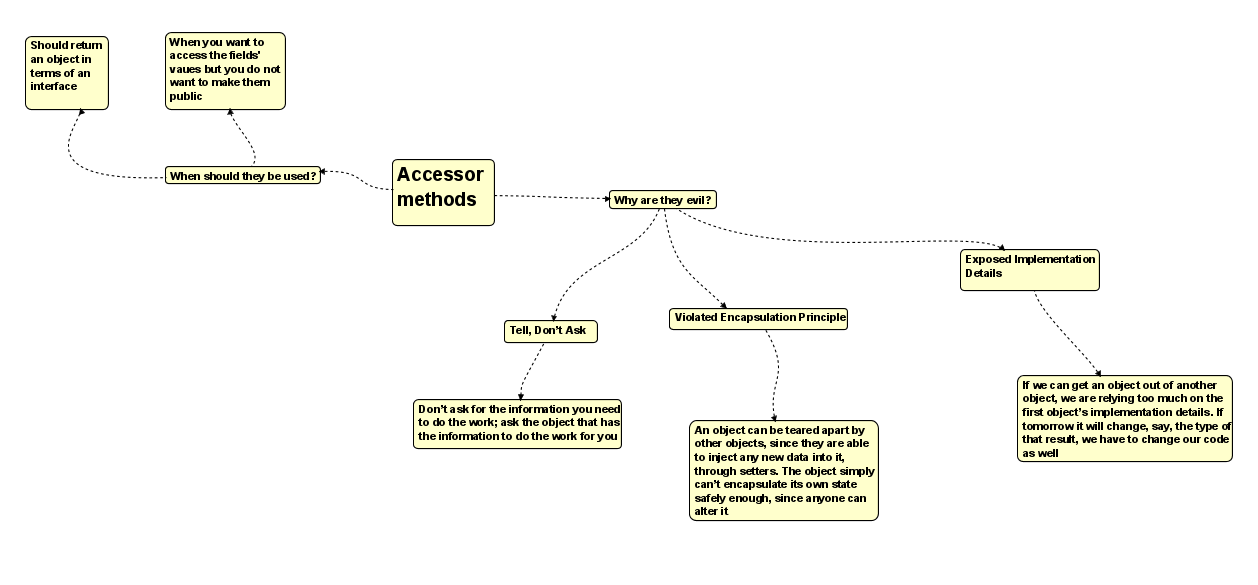 Should return
an object in
terms of an
interface
When you want to
access the fields'
vaues but you do not
want to make them
public
When should they be used?
Accessor
methods
Why are they evil?
Exposed Implementation
Details
Tell, Don't Ask
Violated Encapsulation Principle
Don't ask for the information you need
to do the work; ask the object that has
the information to do the work for you
An object can be teared apart by
other objects, since they are able
to inject any new data into it,
through setters. The object simply
can't encapsulate its own state
safely enough, since anyone can
alter it
If we can get an object out of another
object, we are relying too much on the
first object's implementation details. If
tomorrow it will change, say, the type of
that result, we have to change our code
as well